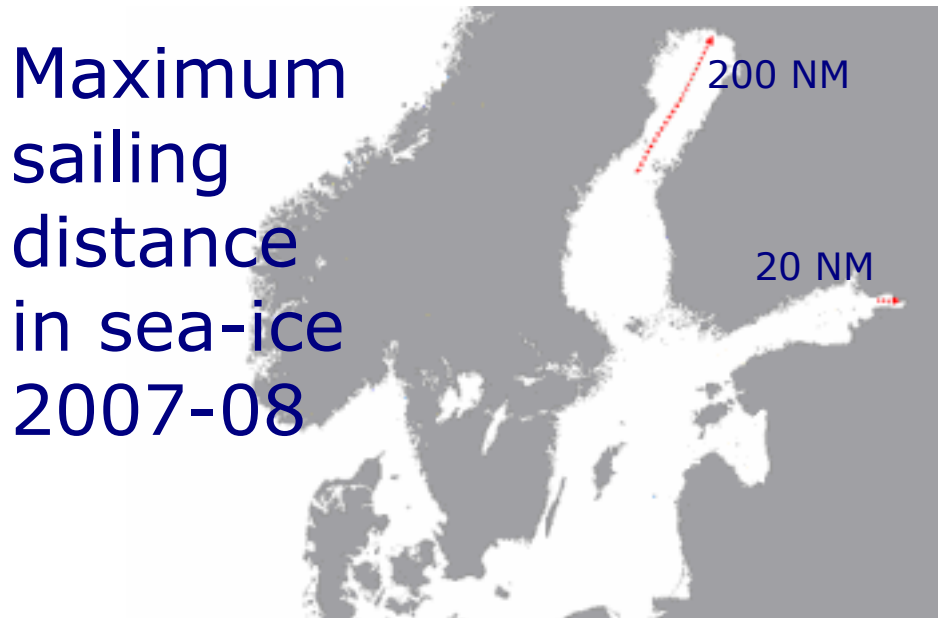 Maximum
sailing
distance
in sea-ice
2007-08
200 NM
20 NM